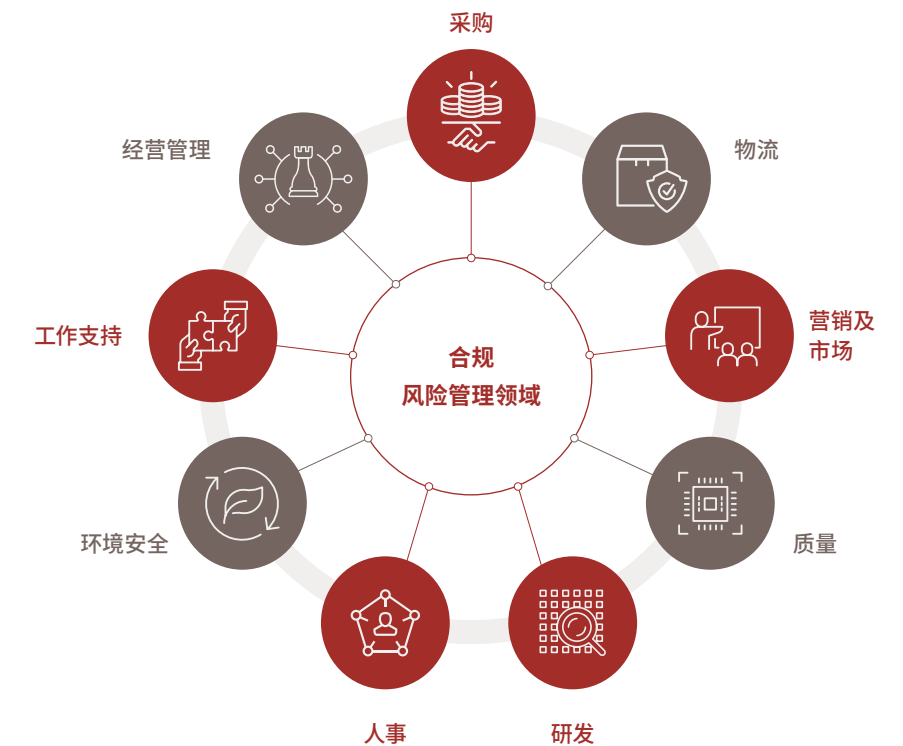 采购
经营管理
物流
工作支持
营销及
市场
合规
风险管理领域
环境安全
质量
人事
研发